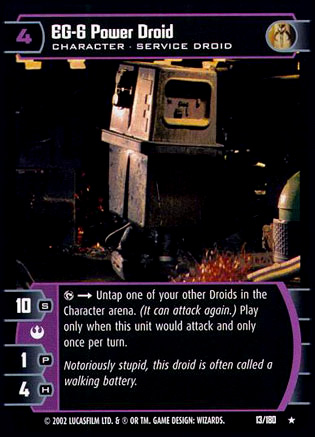 4 EG-6 Power Droid
CHARACTER · SERVICE DROID
10 S
→ Untap one of your other Droids in the
Character arena. (It can attack again.) Play
only when this unit would attack and only
once per turn.
1 P
Notoriously stupid, this droid is often called a
walking battery.
4 H
© 2002 LUCASFILM LTD. & ® OR TM. GAME DESIGN: WIZARDS. 13/180 ★